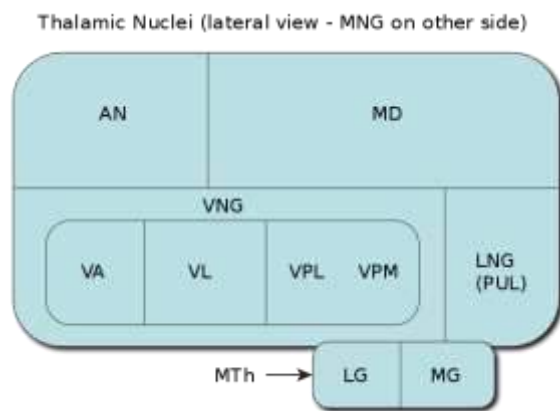 Thalamic Nuclei (lateral view - MNG on other side)
AN
MD
VNG
VA
VL
VPL
VPM
LNG
(PUL)
MTh
LG
MG